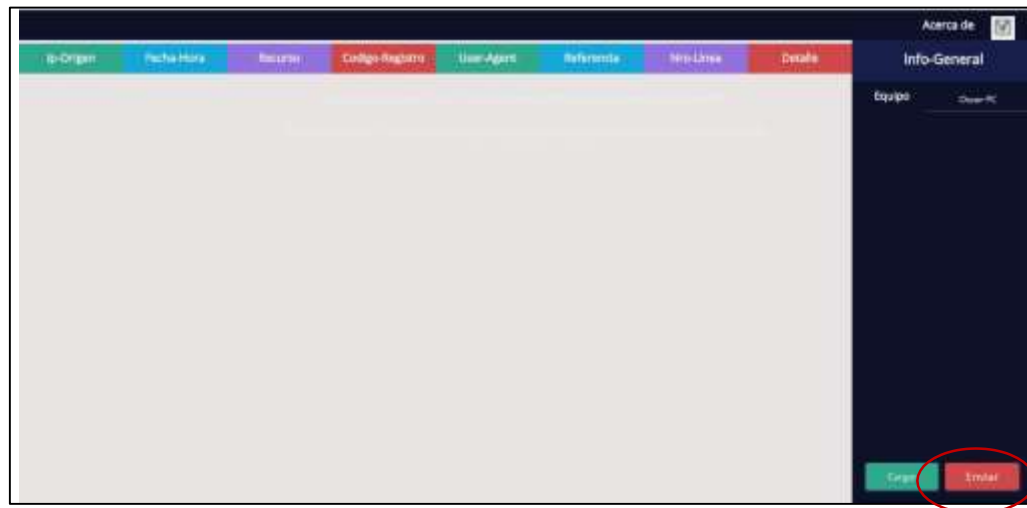 Acerca de
Ip-Origen Fecha-Hora Recurso Codigo-Registro User-Agent Referencia Nro-Linea Detalle Info-General
Equipo
Enviar